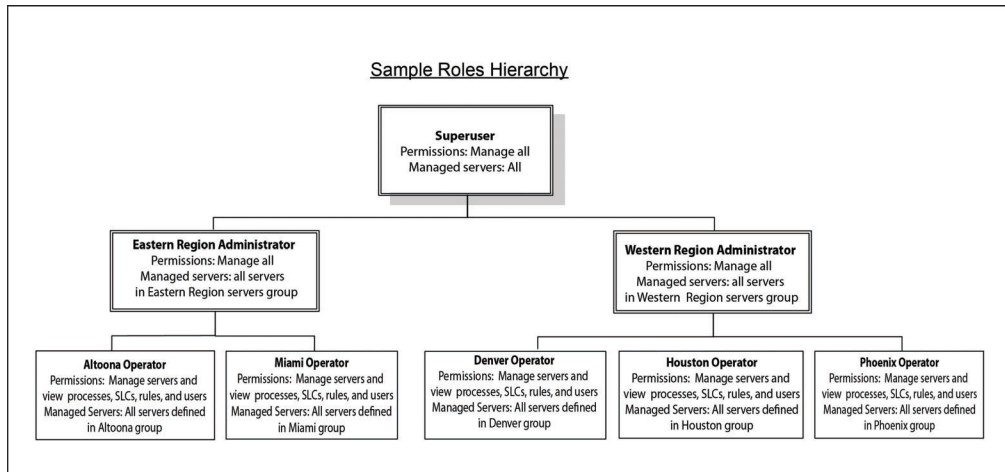 Sample Roles Hierarchy
Superuser
Permissions: Manage all
Managed servers: All
Eastern Region Administrator
Permissions: Manage all
Managed servers: all servers
in Eastern Region servers group
Western Region Administrator
Permissions: Manage all
Managed servers: all servers
in Western Region servers group
Altoona Operator
Permissions: Manage servers and
view processes, SLCs, rules, and users
Managed Servers: All servers defined
in Altoona group
Miami Operator
Permissions: Manage servers and
view processes, SLCs, rules, and users
Managed Servers: All servers defined
in Miami group
Denver Operator
Permissions: Manage servers and
view processes, SLCs, rules, and users
Managed Servers: All servers defined
in Denver group
Houston Operator
Permissions: Manage servers and
view processes, SLCs, rules, and users
Managed Servers: All servers defined
in Houston group
Phoenix Operator
Permissions: Manage servers and
view processes, SLCs, rules, and users
Managed Servers: All servers defined
in Phoenix group